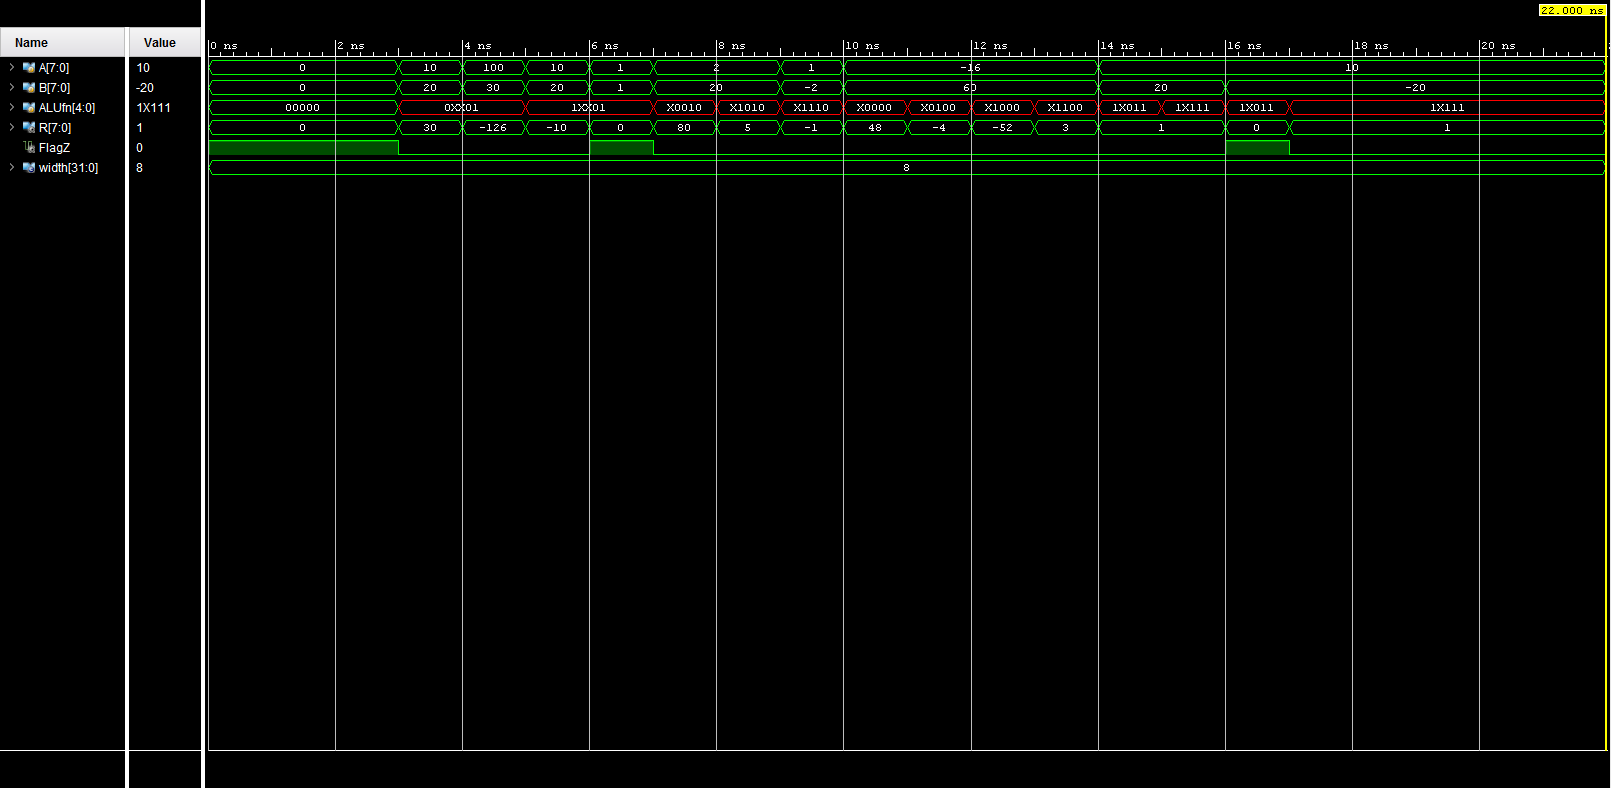 22.000 ns
Name Value 0 ns 2 ns 4 ns 6 ns 8 ns 10 ns 12 ns 14 ns 16 ns 18 ns 20 ns
A[7:0] 10 0 10 100 10 1 2 1 -16 10
B[7:0] -20 0 20 30 20 1 20 -2 60 20 -20
ALUfn[4:0] 1X111 00000 0XX01 1XX01 X0010 X1010 X1110 X0000 X0100 X1000 X1100 1X011 1X111 1X011 1X111
R[7:0] 1 0 30 -126 -10 0 80 5 -1 48 -4 -52 3 1 0 1
FlagZ 0
width[31:0] 8 8